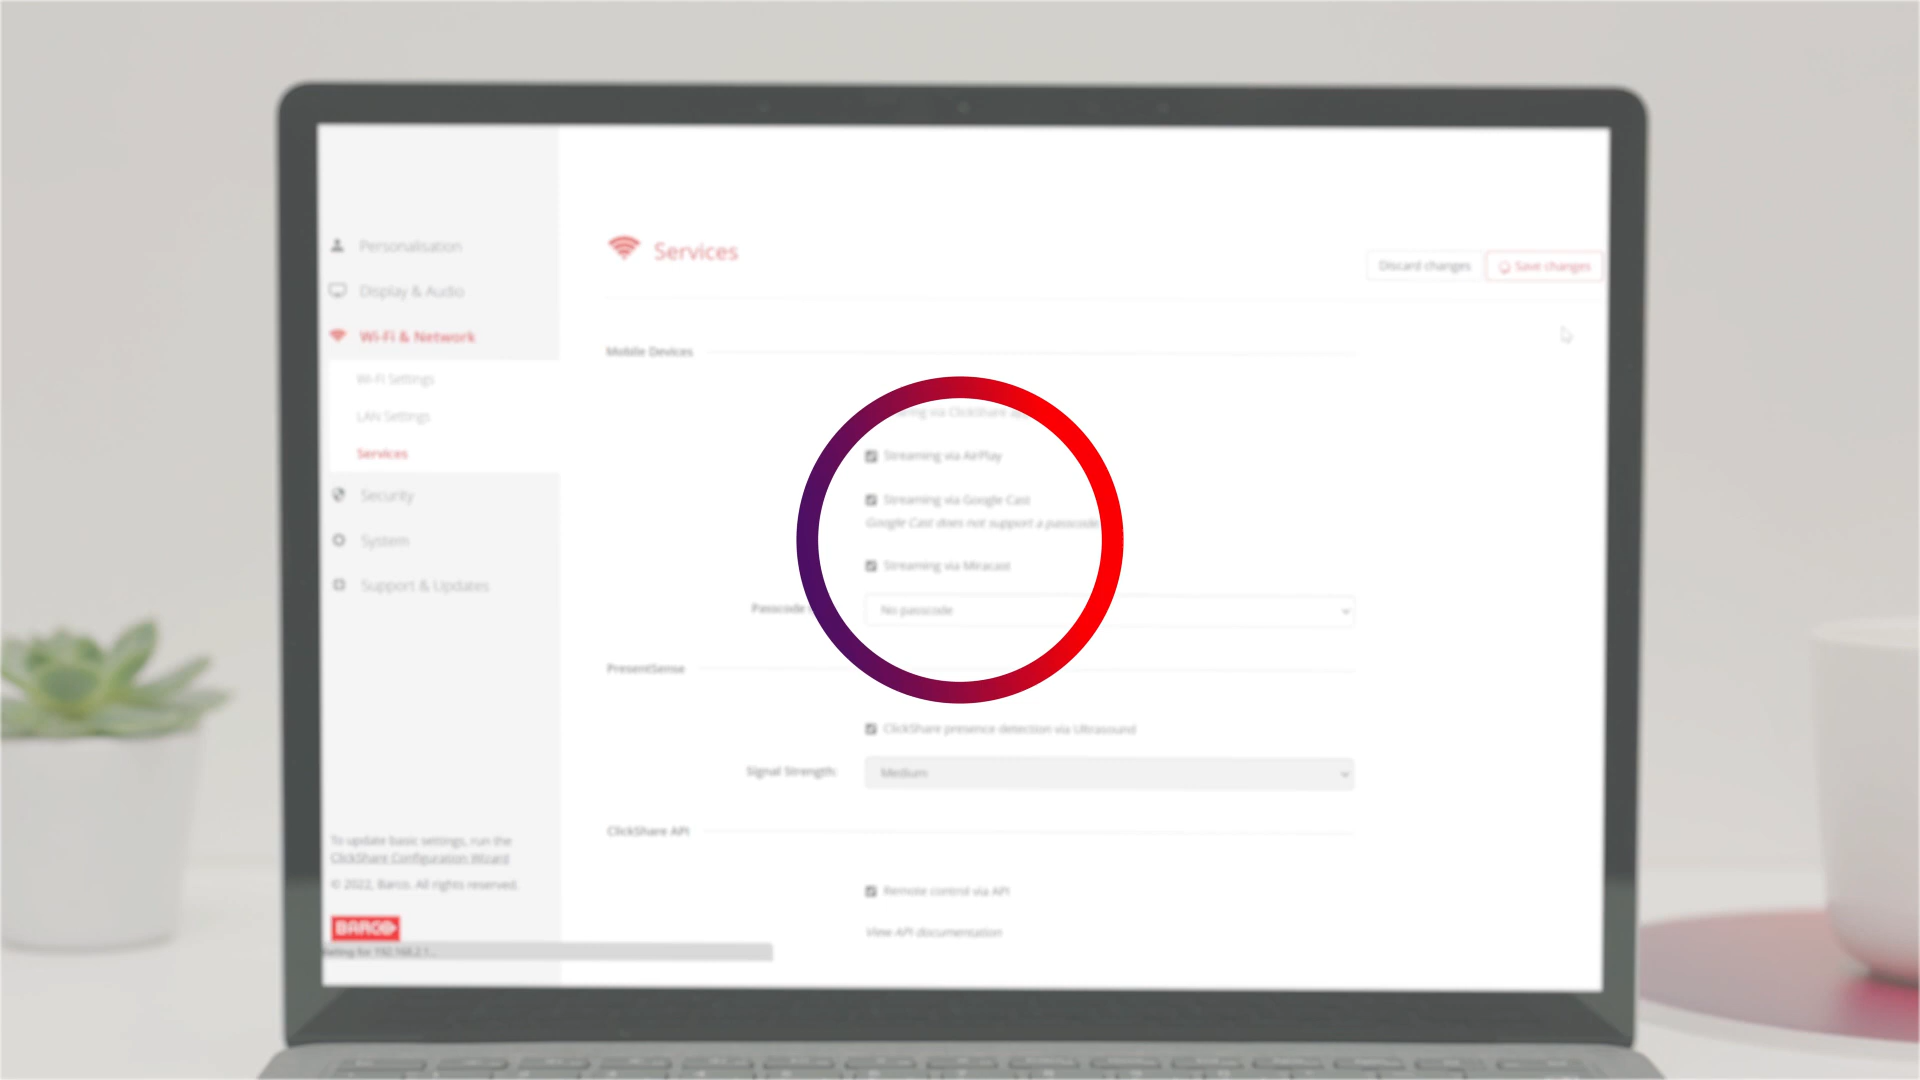 Personalisation
Display & Audio
Wi-Fi & Network
Wi-Fi Settings
LAN Settings
Services
Security
System
Support & Updates
To update basic settings, run the
ClickShare Configuration Wizard
© 2022, Barco. All rights reserved.
BARCO
Services
Discard changes
Save changes
Mobile Devices
via ClickShare
Streaming via AirPlay
Streaming via Google Cast
Google Cast does not support a passcode
Streaming via Miracast
Passcode
No passcode
PresentSense
ClickShare presence detection via Ultrasound
Signal Strength:
Medium
ClickShare API
Remote control via API
View API documentation